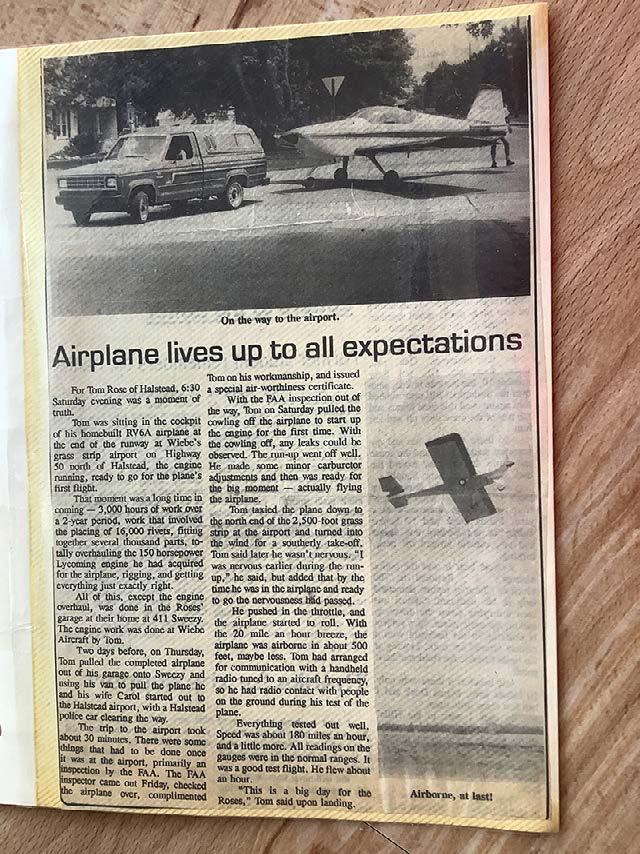 On the way to the airport.
Airplane lives up to all expectations
For Tom Rose of Halstead, 6:30
Saturday evening was a moment of
truth.
Tom was sitting in the cockpit
of his homebuilt RV6A airplane at
the end of the runway at Wiebe's
grass strip airport on Highway
50 north of Halstead, the engine
running, ready to go for the plane's
first flight.
That moment was a long time in
coming — 3,000 hours of work over
a 2-year period, work that involved
the placing of 16,000 rivets, fitting
together several thousand parts, to-
tally overhauling the 150 horsepower
Lycoming engine he had acquired
for the airplane, rigging, and getting
everything just exactly right.
All of this, except the engine
overhaul, was done in the Roses'
garage at their home at 411 Sweezy.
The engine work was done at Wiebe
Aircraft by Tom.
Two days before, on Thursday,
Tom pulled the completed airplane
out of his garage onto Sweezy and
using his van to pull the plane he
and his wife Carol started out to
the Halstead airport, with a Halstead
police car clearing the way.
The trip to the airport took
about 30 minutes. There were some
things that had to be done once
it was at the airport, primarily an
inspection by the FAA. The FAA
inspector came out Friday, checked
the airplane over, complimented
Tom on his workmanship, and issued
a special air-worthiness certificate.
With the FAA inspection out of
the way, Tom on Saturday pulled the
cowling off the airplane to start up
the engine for the first time. With
the cowling off, any leaks could be
observed. The run-up went off well.
He made some minor carburetor
adjustments and then was ready for
the big moment — actually flying
the airplane.
Tom taxied the plane down to
the north end of the 2,500-foot grass
strip at the airport and turned into
the wind for a southerly take-off.
Tom said later he wasn't nervous. "I
was nervous earlier during the run-
up," he said, but added that by the
time he was in the airplane and ready
to go the nervousness had passed.
He pushed in the throttle, and
the airplane started to roll. With
the 20 mile an hour breeze, the
airplane was airborne in about 500
feet, maybe less. Tom had arranged
for communication with a handheld
radio tuned to an aircraft frequency,
so he had radio contact with people
on the ground during his test of the
plane.
Everything tested out well.
Speed was about 180 miles an hour,
and a little more. All readings on the
gauges were in the normal ranges. It
was a good test flight. He flew about
an hour.
"This is a big day for the
Roses," Tom said upon landing.
Airborne, at last!